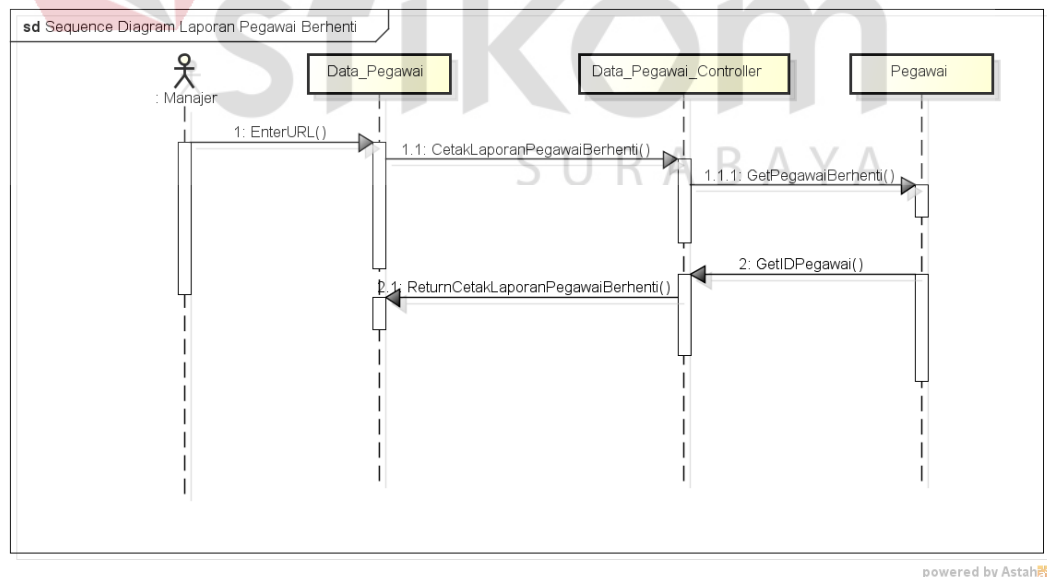 sd Sequence Diagram Laporan Pegawai Berhenti
: Manajer
Data_Pegawai
Data_Pegawai_Controller
Pegawai
1: EnterURL()
1.1: CetakLaporanPegawaiBerhenti()
1.1.1: GetPegawaiBerhenti()
2: GetIDPegawai()
2.1: ReturnCetakLaporanPegawaiBerhenti()
stikom
SURABAYA
powered by Astah